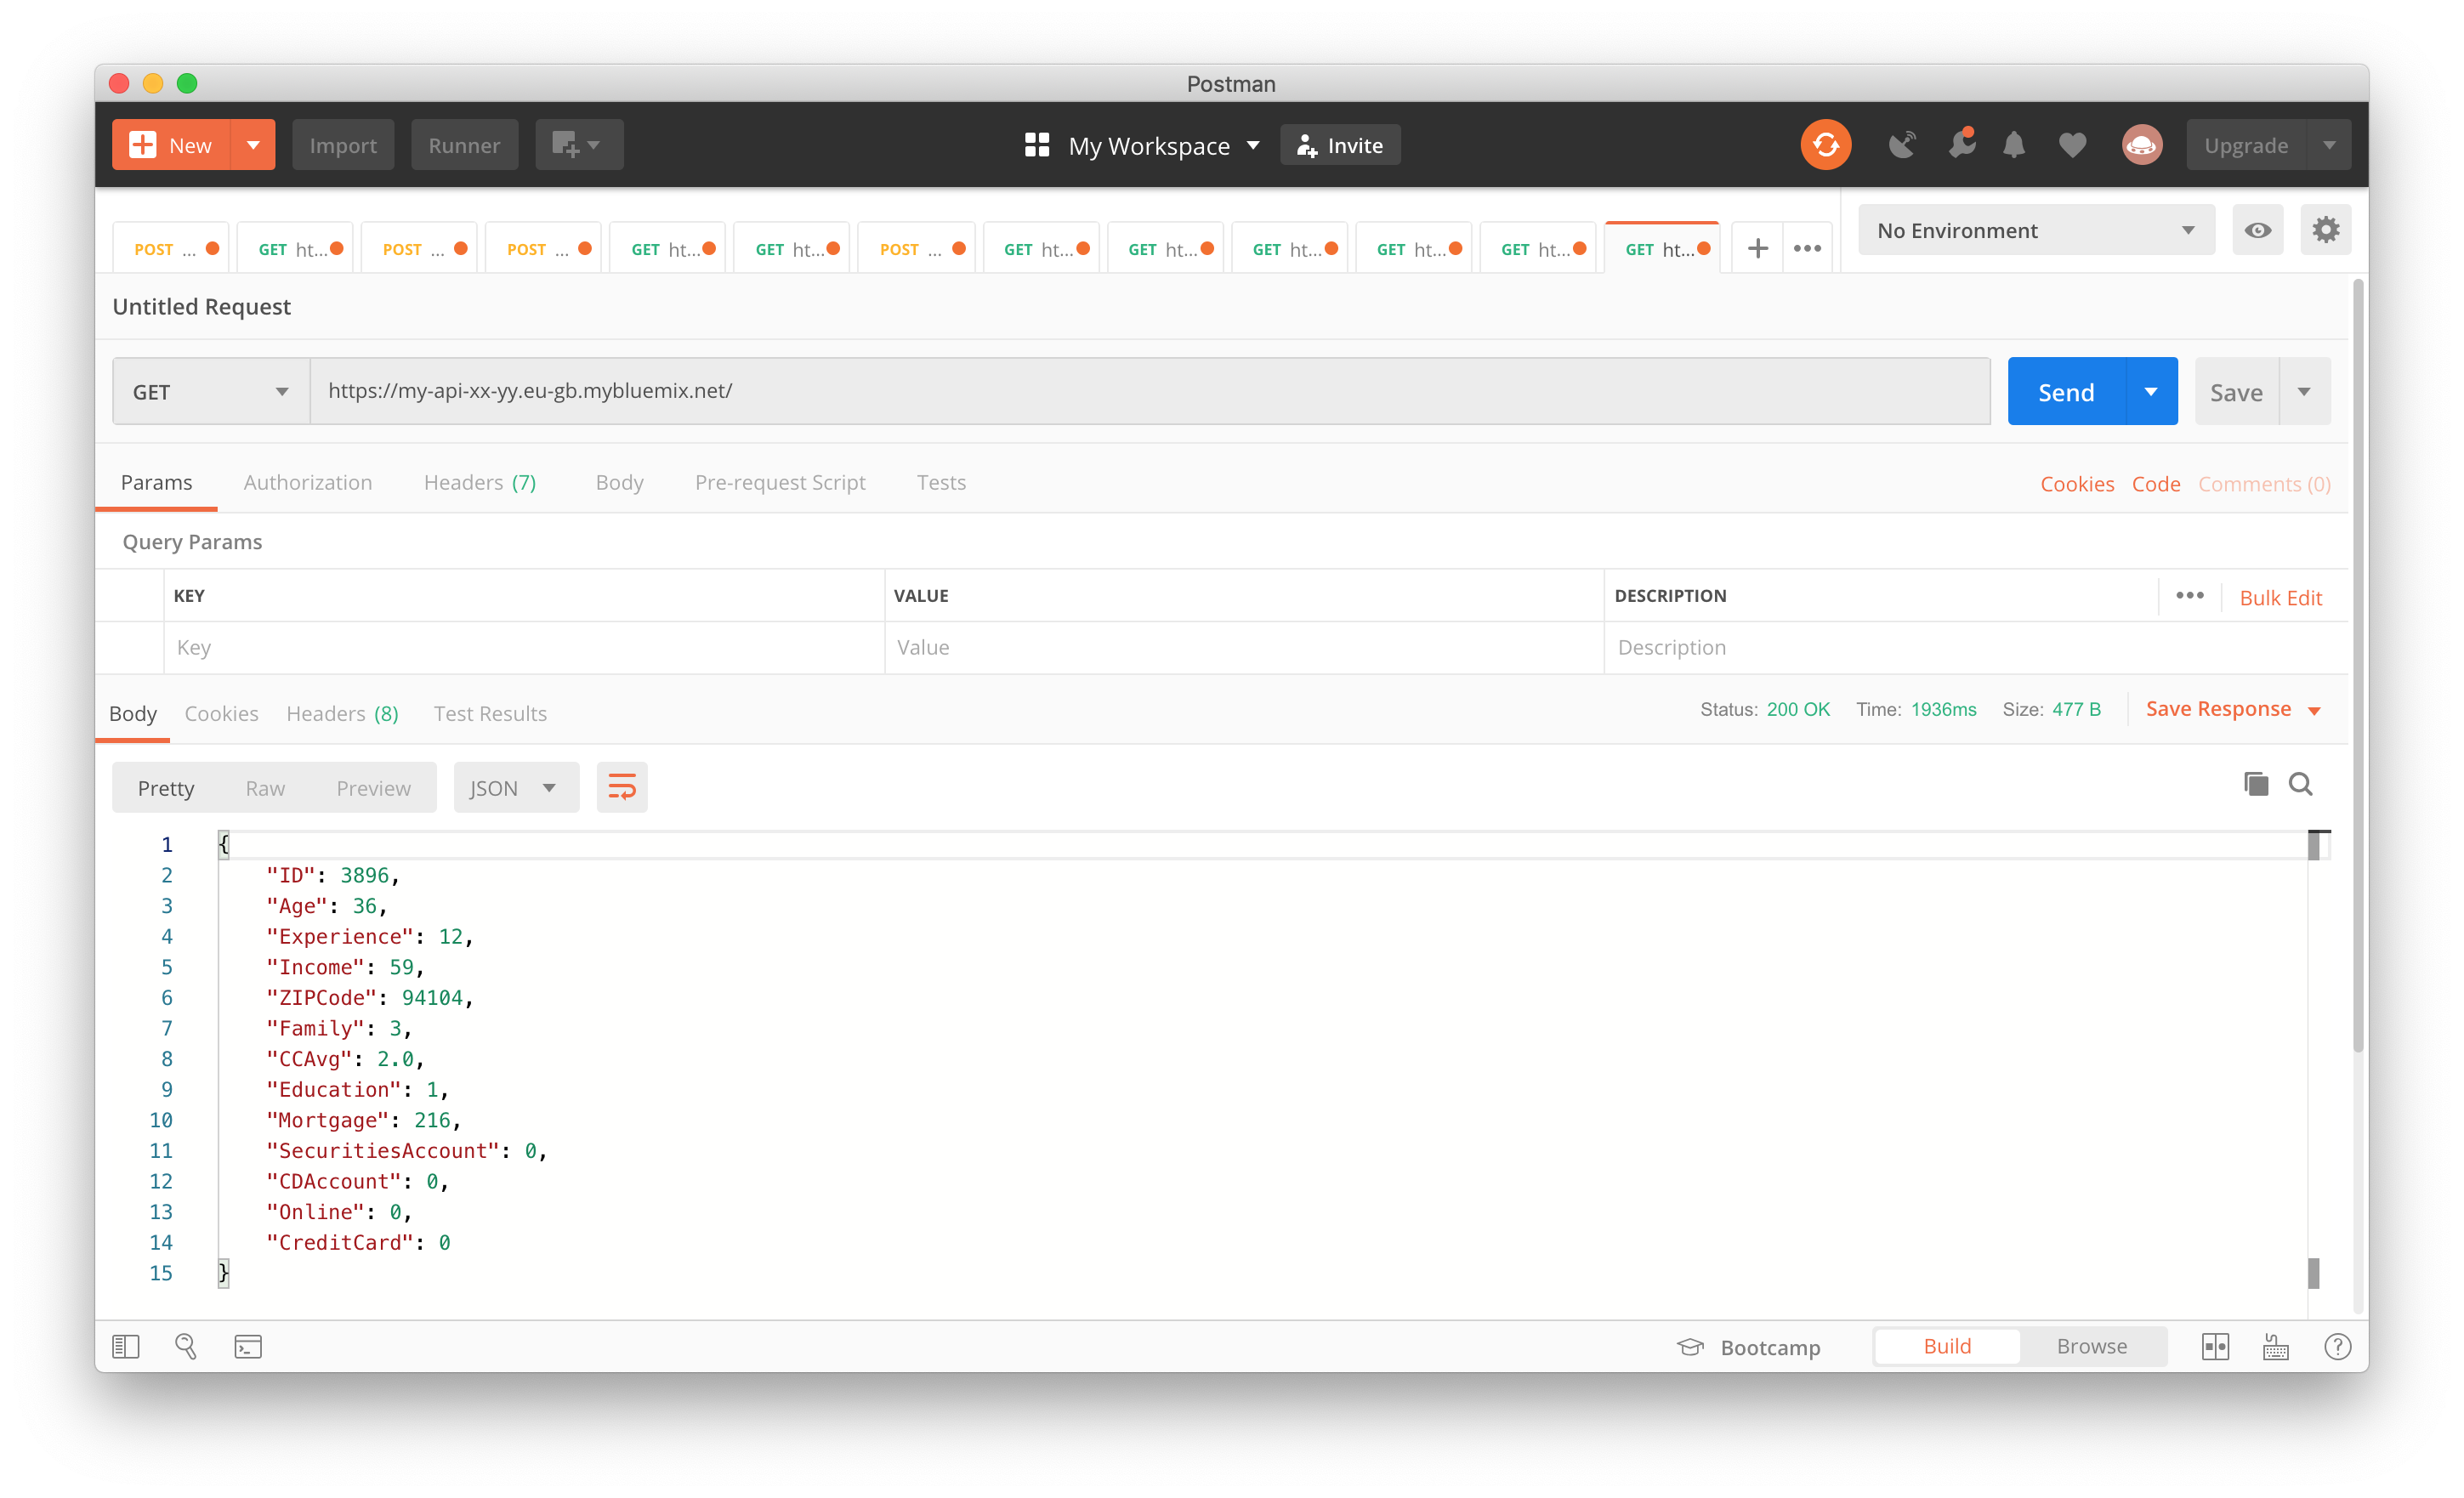 Postman
New Import Runner My Workspace Invite Upgrade
POST ... GET ht... POST ... POST ... GET ht... GET ht... POST ... GET ht... GET ht... GET ht... GET ht... GET ht... GET ht... No Environment
Untitled Request
GET https://my-api-xx-yy.eu-gb.mybluemix.net/ Send Save
Params Authorization Headers (7) Body Pre-request Script Tests Cookies Code Comments (0)
Query Params
KEY VALUE DESCRIPTION Bulk Edit
Key Value Description
Body Cookies Headers (8) Test Results Status: 200 OK Time: 1936ms Size: 477 B Save Response
Pretty Raw Preview JSON
1 {
2 "ID": 3896,
3 "Age": 36,
4 "Experience": 12,
5 "Income": 59,
6 "ZIPCode": 94104,
7 "Family": 3,
8 "CCAvg": 2.0,
9 "Education": 1,
10 "Mortgage": 216,
11 "SecuritiesAccount": 0,
12 "CDAccount": 0,
13 "Online": 0,
14 "CreditCard": 0
15 }
Bootcamp Build Browse